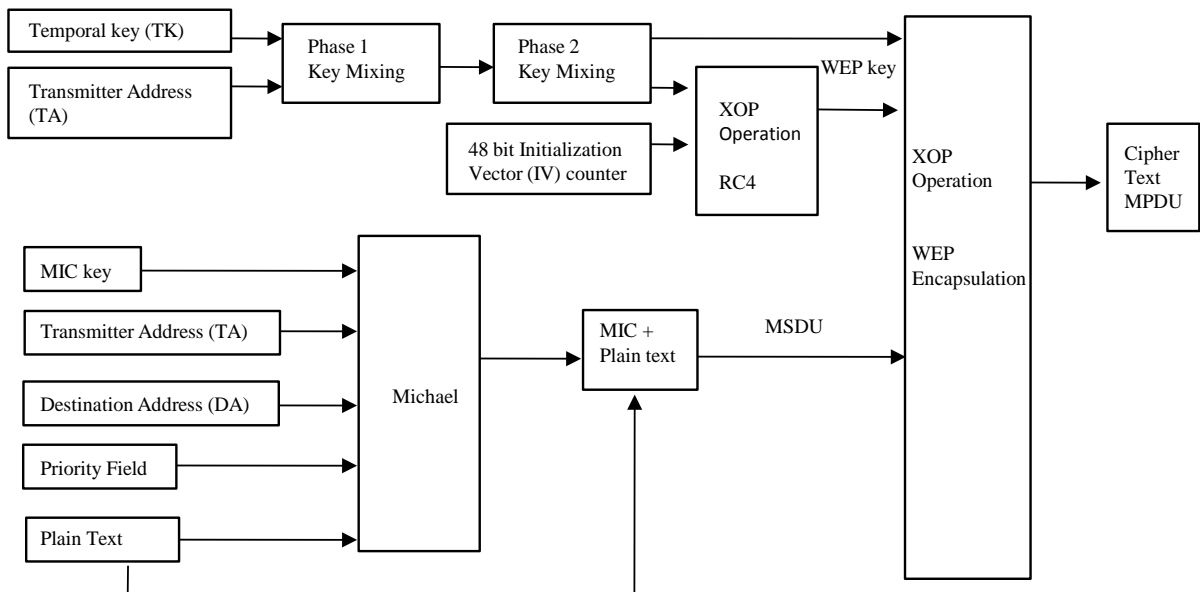 Temporal key (TK)
Transmitter Address
(TA)
Phase 1
Key Mixing
Phase 2
Key Mixing
WEP key
48 bit Initialization
Vector (IV) counter
XOP
Operation
RC4
XOP
Operation
WEP
Encapsulation
Cipher
Text
MPDU
MIC key
Transmitter Address (TA)
Destination Address (DA)
Priority Field
Plain Text
Michael
MIC +
Plain text
MSDU